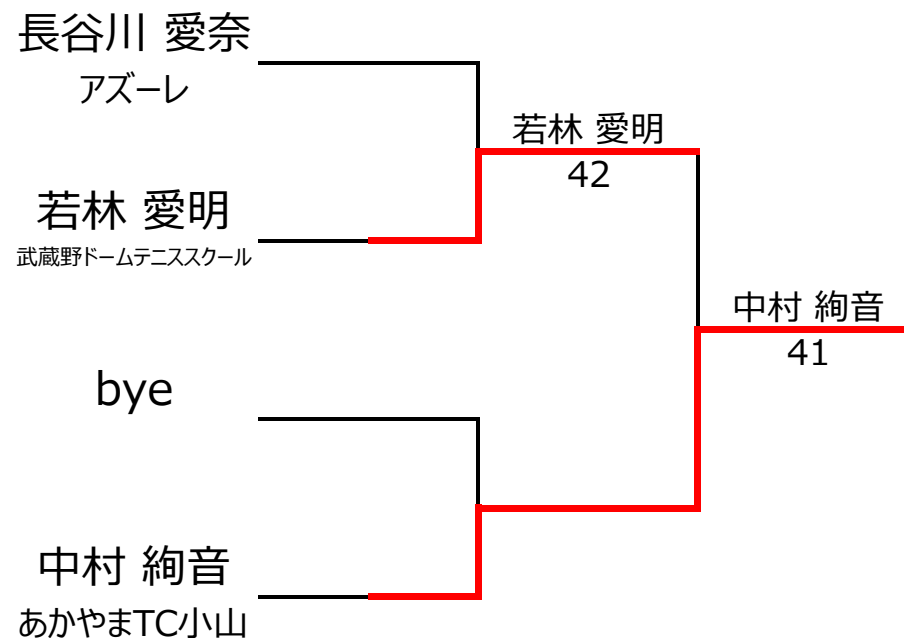 長谷川 愛奈
アズーレ
若林 愛明
42
若林 愛明
武蔵野ドームテニススクール
中村 絢音
41
bye
中村 絢音
あかやまTC小山